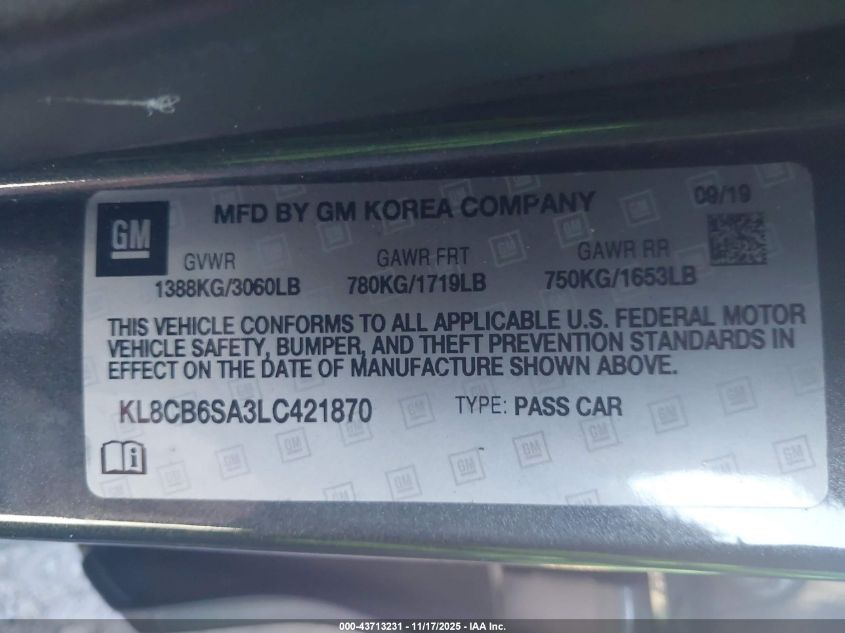 GM
MFD BY GM KOREA COMPANY
09/19
GVWR
GAWR FRT
GAWR RR
1388KG/3060LB
780KG/1719LB
750KG/1653LB
THIS VEHICLE CONFORMS TO ALL APPLICABLE U.S. FEDERAL MOTOR
VEHICLE SAFETY, BUMPER, AND THEFT PREVENTION STANDARDS IN
EFFECT ON THE DATE OF MANUFACTURE SHOWN ABOVE.
KL8CB6SA3LC421870
TYPE: PASS CAR
000-43713231 - 11/17/2025 - IAA Inc.